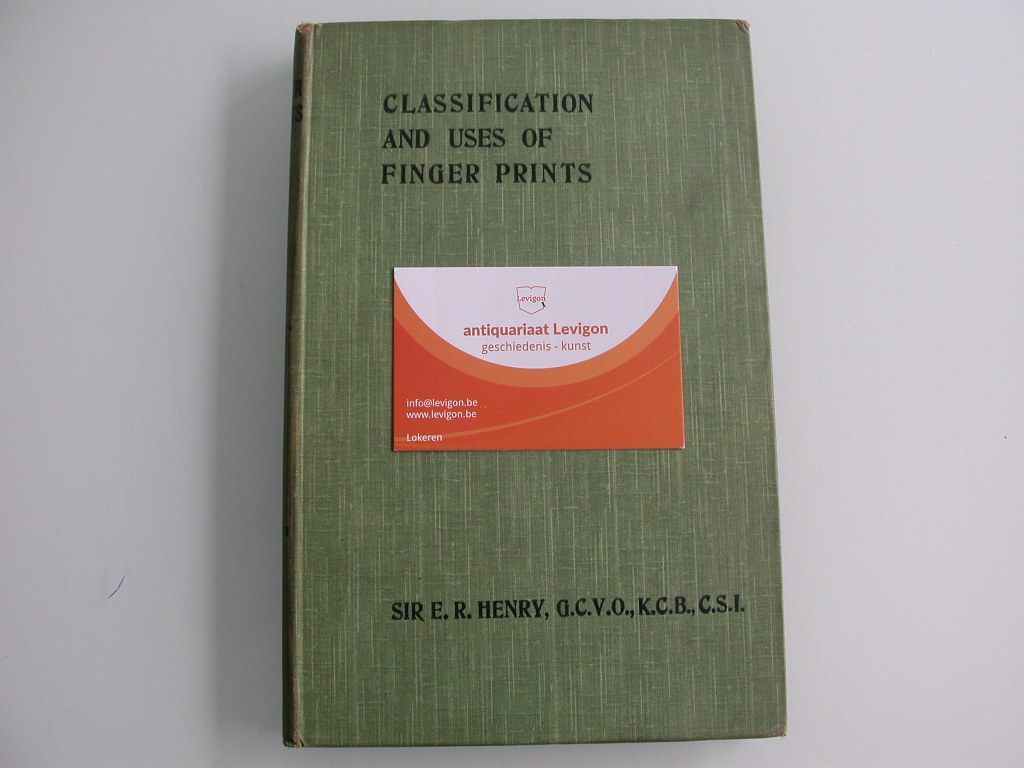 CLASSIFICATION
AND USES OF
FINGER PRINTS
Levigon
antiquariaat Levigon
geschiedenis - kunst
info@levigon.be
www.levigon.be
Lokeren
SIR E. R. HENRY, G.C.V.O., K.C.B., C.S.I.